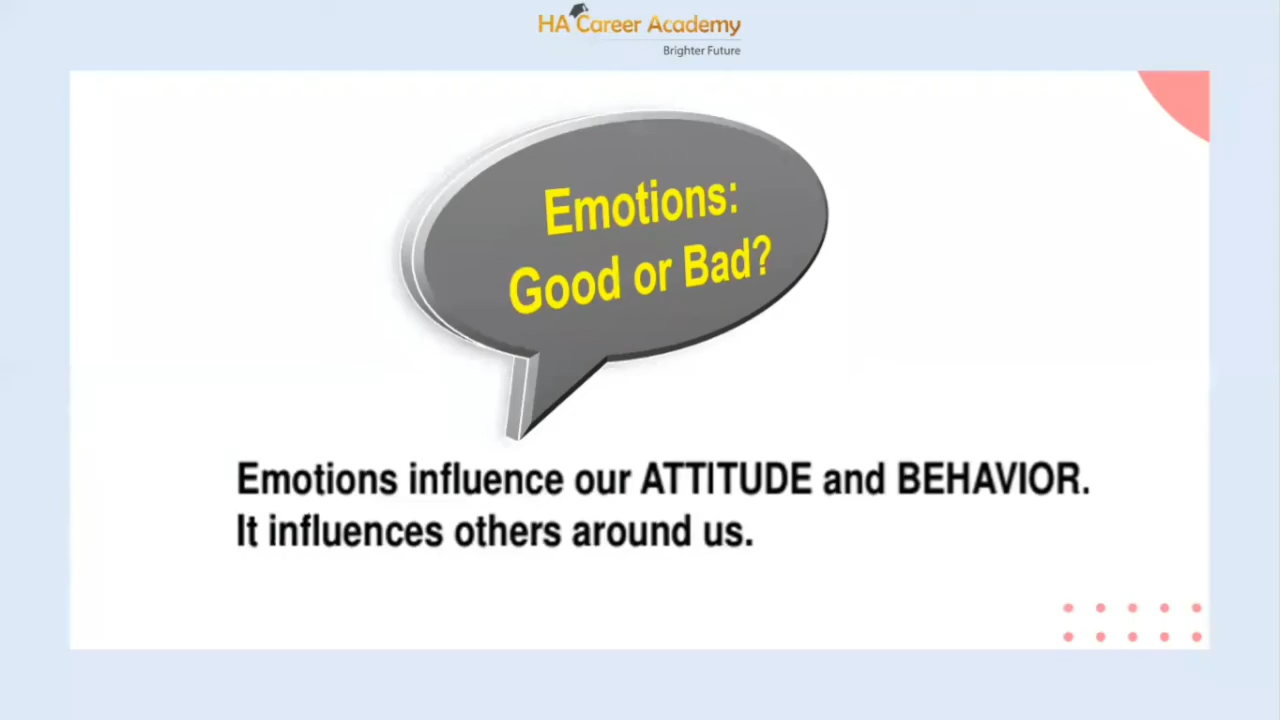 HA Career Academy
Brighter Future
Emotions:
Good or Bad?
Emotions influence our ATTITUDE and BEHAVIOR.
It influences others around us.